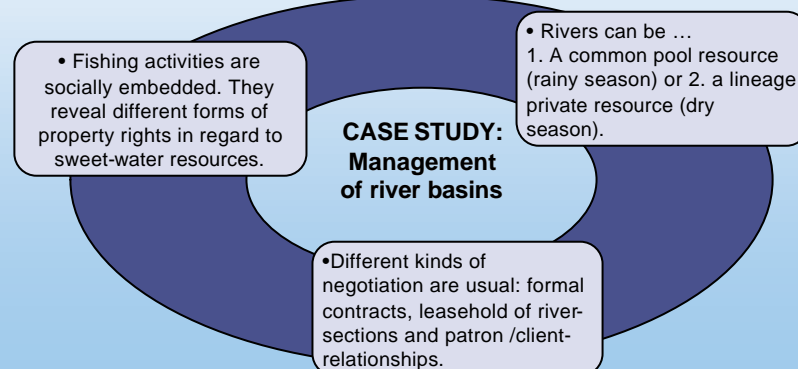 • Fishing activities are
socially embedded. They
reveal different forms of
property rights in regard to
sweet-water resources.
• Rivers can be …
1. A common pool resource
(rainy season) or 2. a lineage
private resource (dry
season).
CASE STUDY:
Management
of river basins
•Different kinds of
negotiation are usual: formal
contracts, leasehold of river-
sections and patron /client-
relationships.